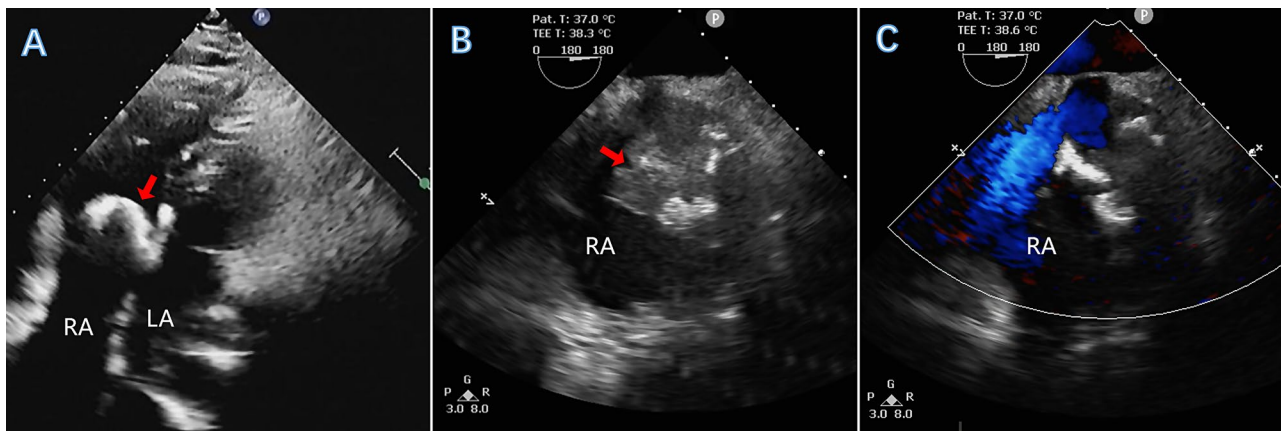 A
P
RA
LA
B
Pat. T: 37.0 °C
TEE T: 38.3 °C
0 180 180
P
RA
G
P R
3.0 8.0
C
Pat. T: 37.0 °C
TEE T: 38.6 °C
0 180 180
P
RA
G
P R
3.0 8.0